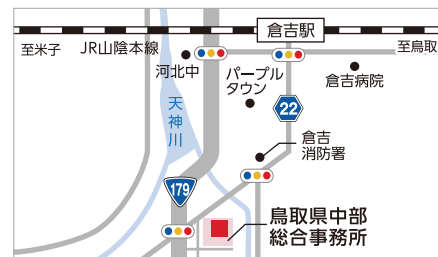 倉吉駅
至米子
JR山陰本線
至鳥取
河北中
パープル
タウン
倉吉病院
天神川
22
倉吉
消防署
179
鳥取県中部
総合事務所